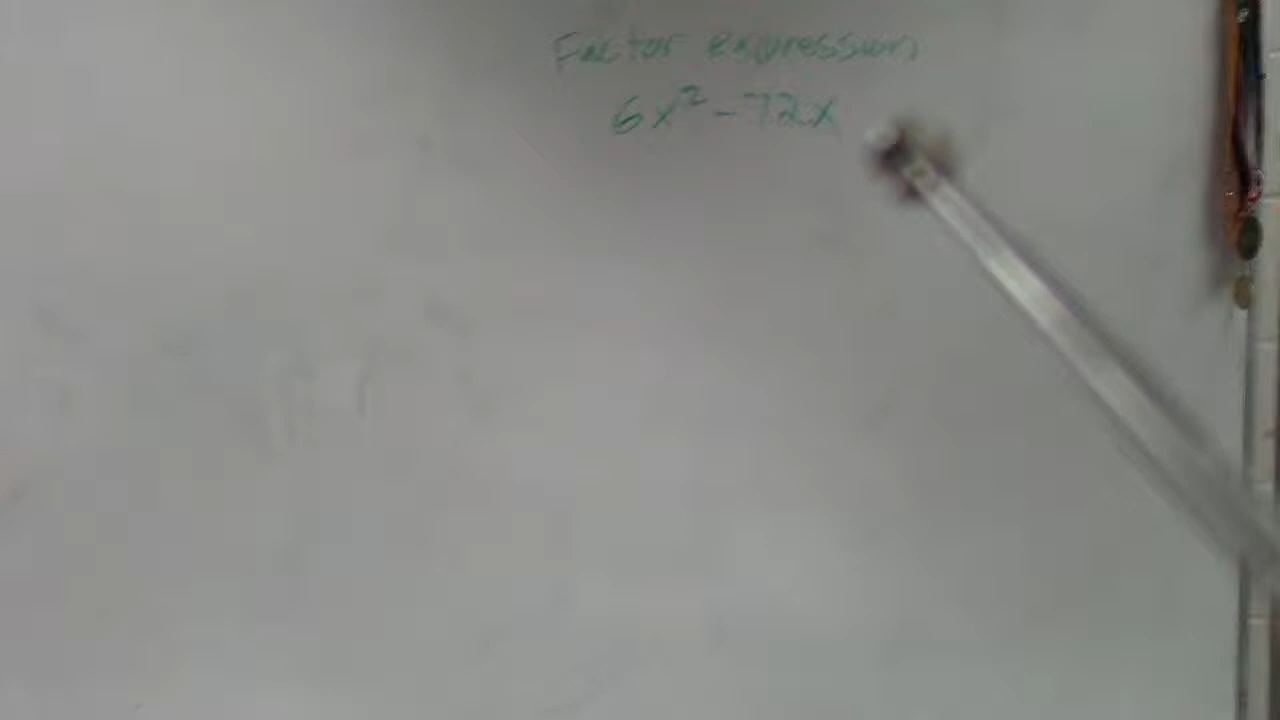 Factor expression
6x² - 72x